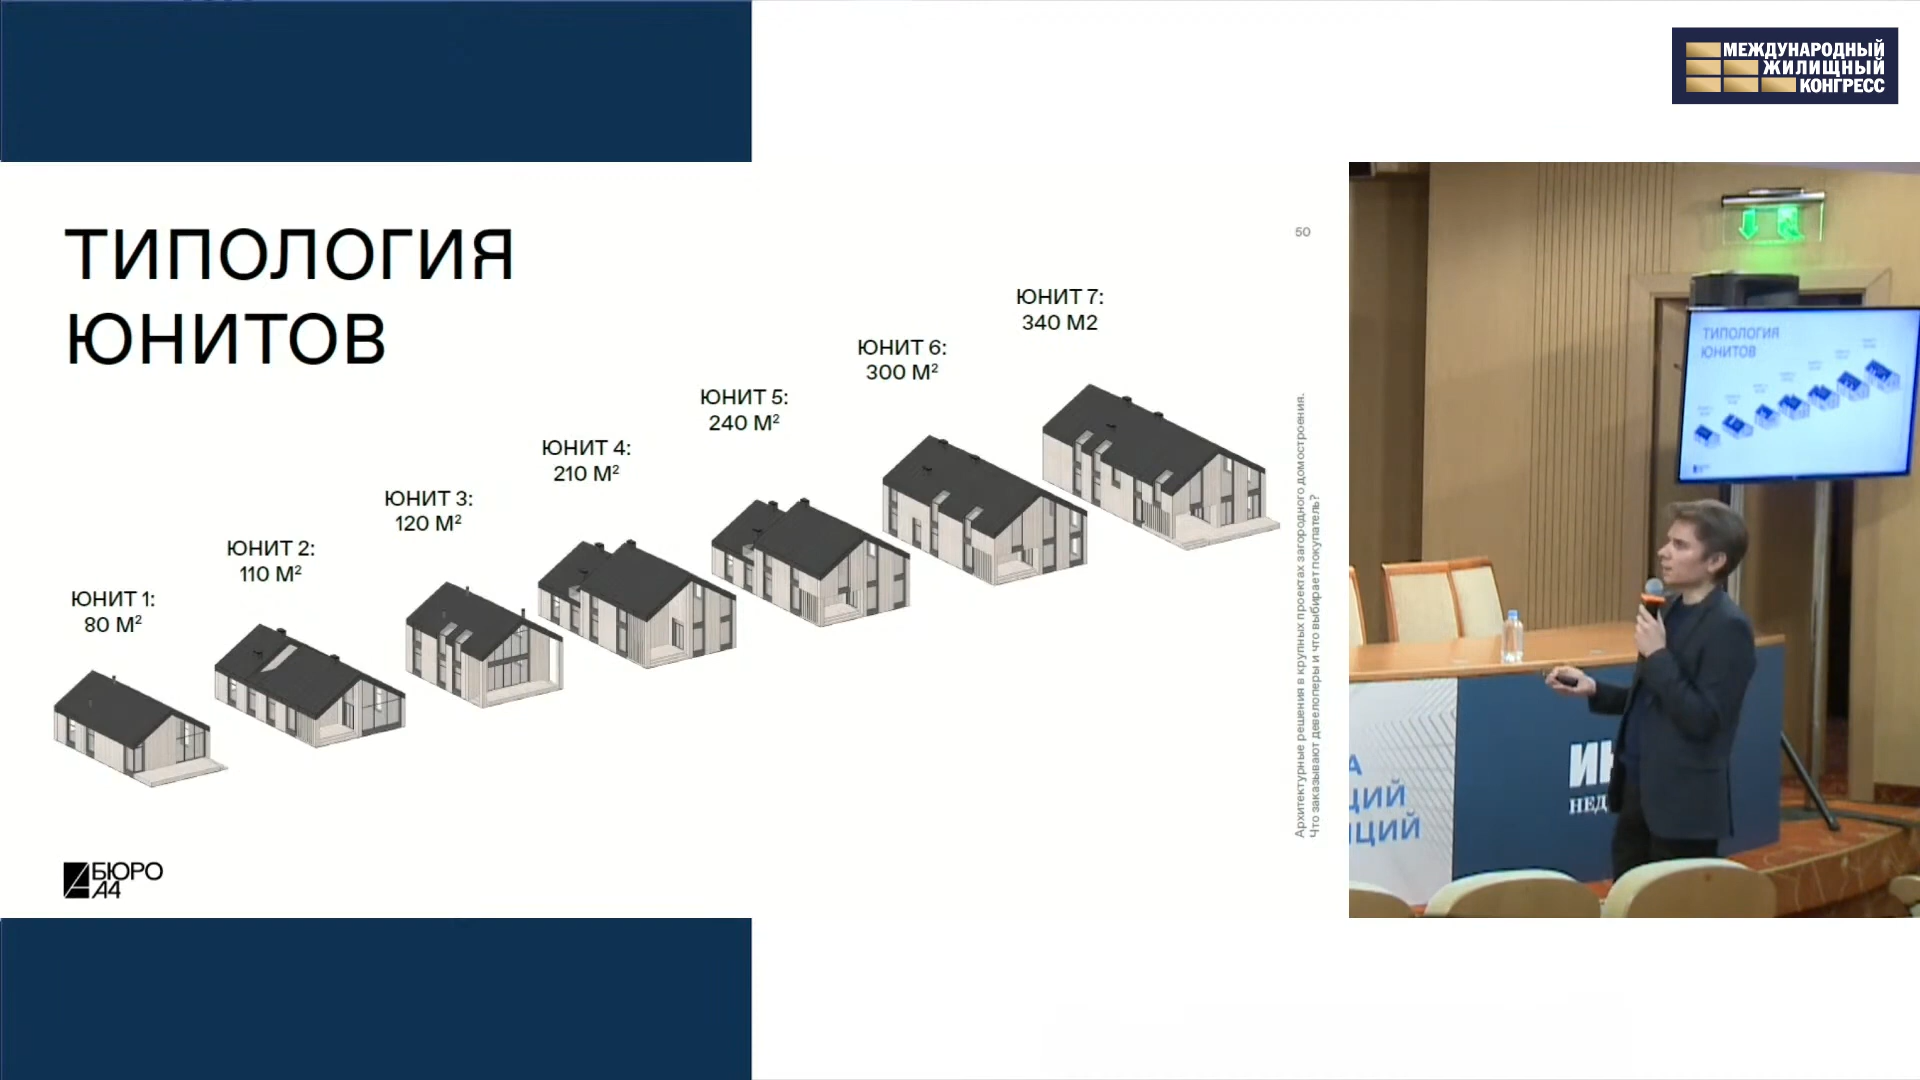 МЕЖДУНАРОДНЫЙ
ЖИЛИЩНЫЙ
КОНГРЕСС
ТИПОЛОГИЯ
ЮНИТОВ
50
ЮНИТ 1:
80 М²
ЮНИТ 2:
110 М²
ЮНИТ 3:
120 М²
ЮНИТ 4:
210 М²
ЮНИТ 5:
240 М²
ЮНИТ 6:
300 М²
ЮНИТ 7:
340 М2
Архитектурные решения в крупных проектах загородного домостроения.
Что заказывают девелоперы и что выбирает покупатель?
БЮРО
А4
ТИПОЛОГИЯ
ЮНИТОВ